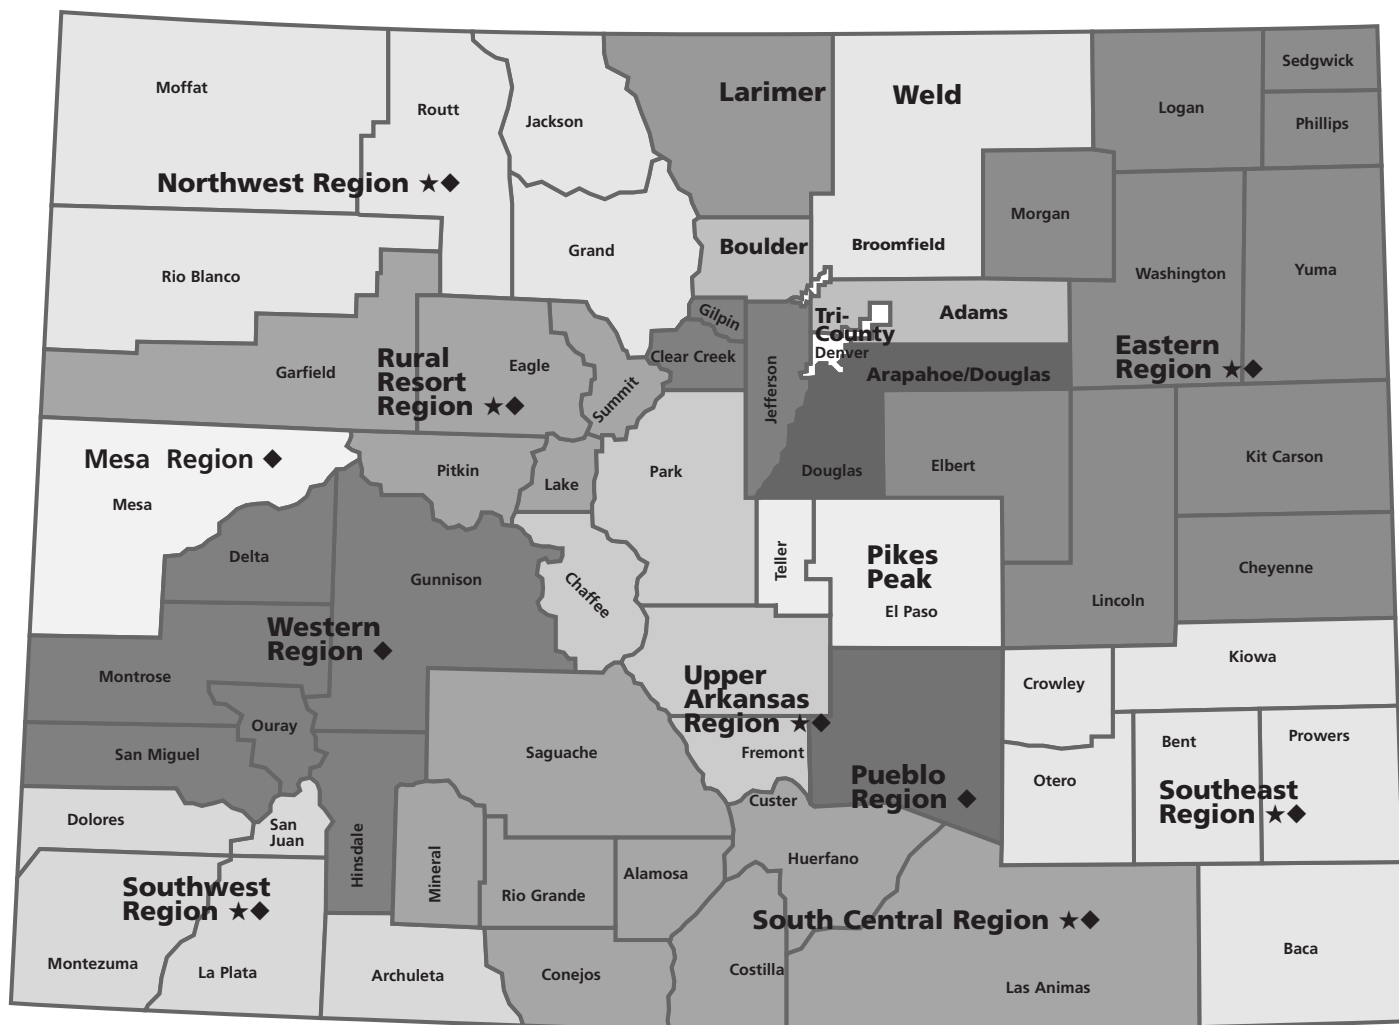 Sedgwick
Moffat
Larimer
Weld
Routt
Logan
Jackson
Phillips
Northwest Region ★◆
Morgan
Boulder
Broomfield
Grand
Rio Blanco
Washington
Yuma
Gilpin
Tri-
County
Adams
Denver
Eastern
Region ★◆
Rural
Resort
Region ★◆
Garfield
Eagle
Summit
Clear Creek
Jefferson
Arapahoe/Douglas
Mesa Region ◆
Mesa
Pitkin
Lake
Park
Douglas
Elbert
Kit Carson
Delta
Gunnison
Chaffee
Teller
Pikes
Peak
El Paso
Lincoln
Cheyenne
Western
Region ◆
Montrose
Ouray
San Miguel
Upper
Arkansas
Region ★◆
Fremont
Crowley
Kiowa
Saguache
Custer
Pueblo
Region ◆
Otero
Bent
Prowers
Southeast
Region ★◆
Dolores
San
Juan
Hinsdale
Mineral
Rio Grande
Alamosa
Huerfano
Southwest
Region ★◆
South Central Region ★◆
Montezuma
La Plata
Archuleta
Conejos
Costilla
Las Animas
Baca